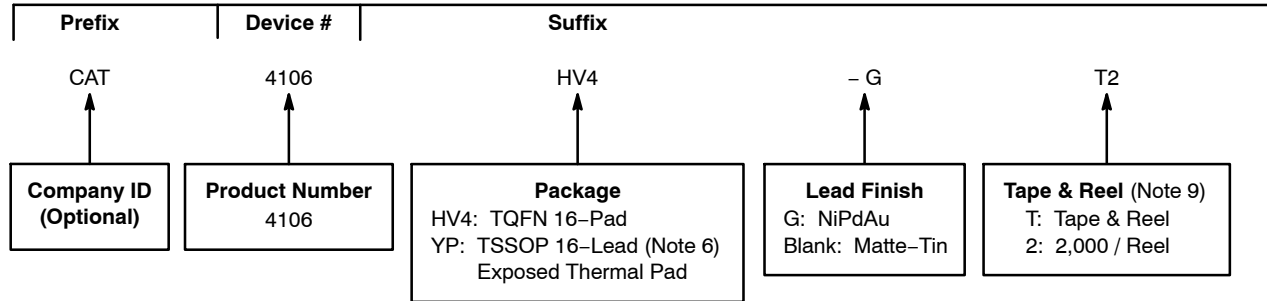 Prefix Device # Suffix
CAT 4106 HV4 – G T2
Company ID
(Optional)
Product Number
4106
Package
HV4: TQFN 16–Pad
YP: TSSOP 16–Lead (Note 6)
Exposed Thermal Pad
Lead Finish
G: NiPdAu
Blank: Matte–Tin
Tape & Reel (Note 9)
T: Tape & Reel
2: 2,000 / Reel